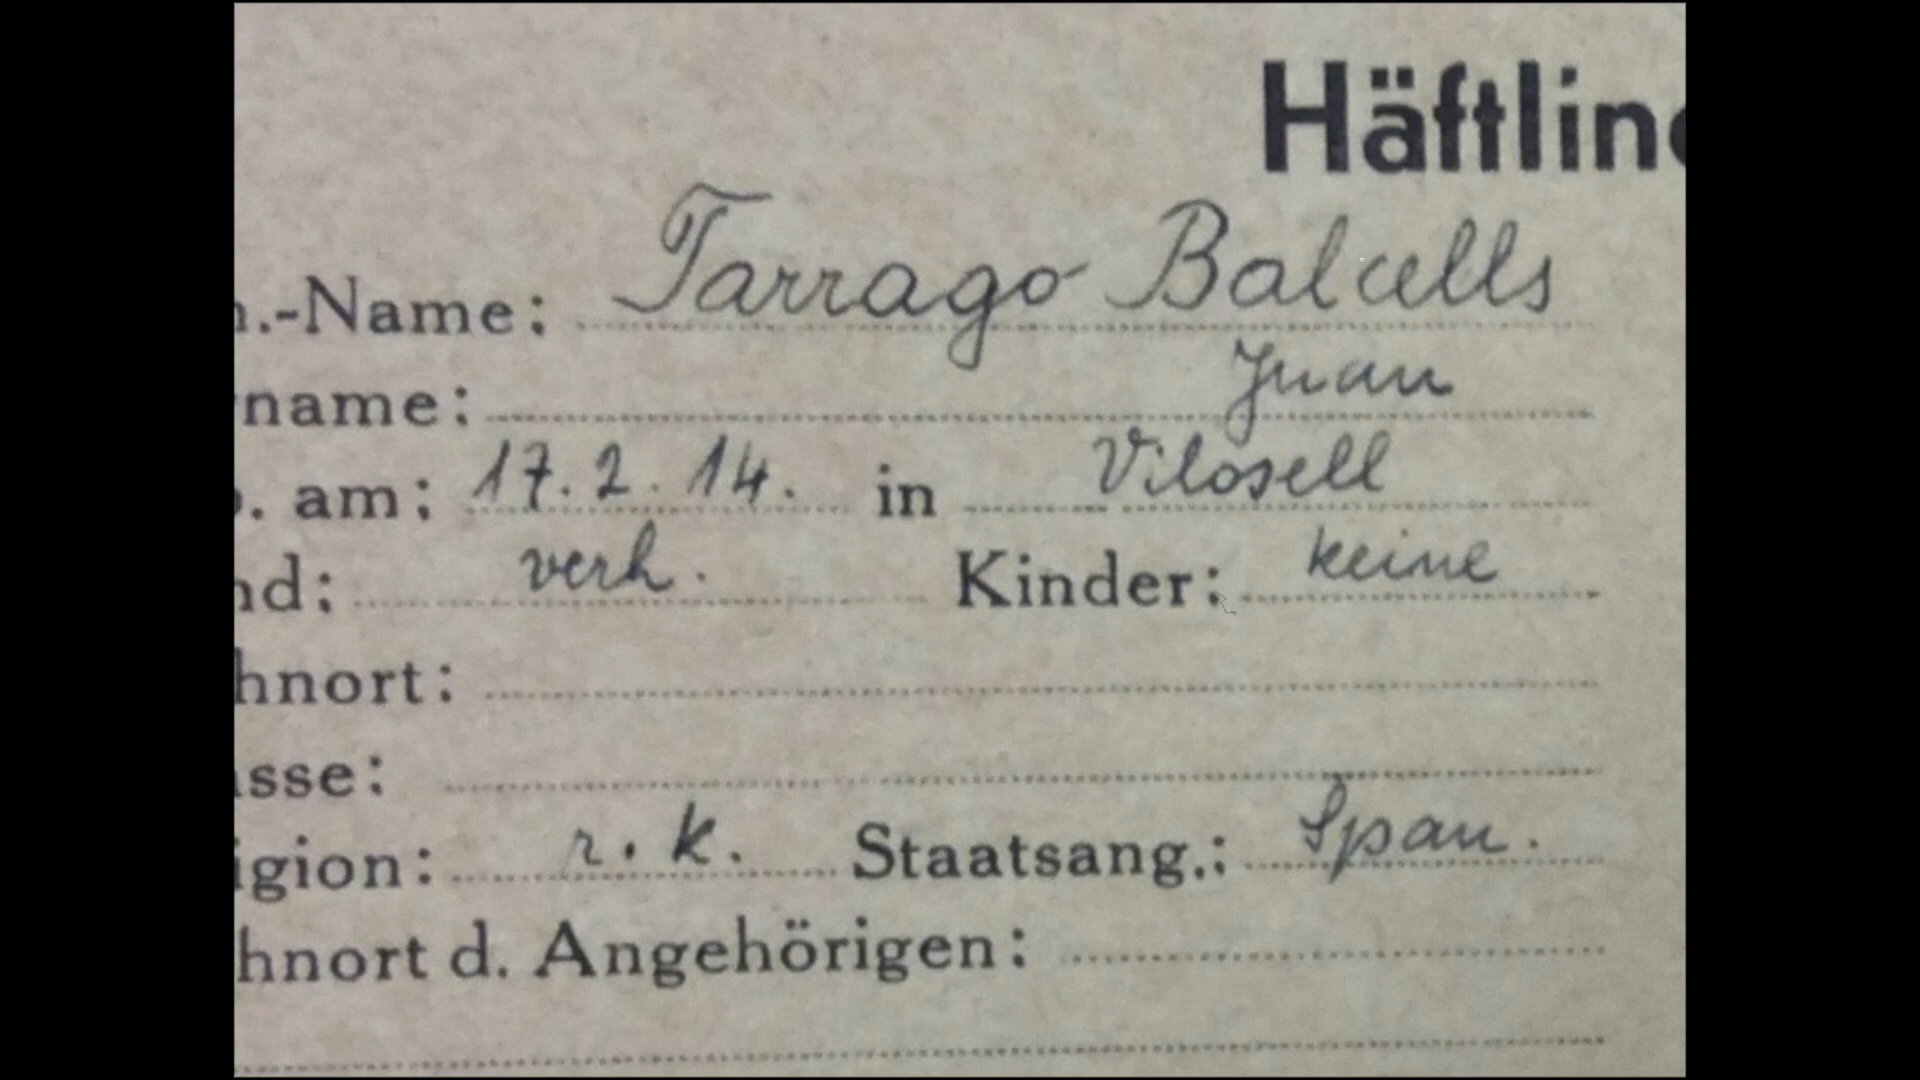 Häftlin
n.-Name: Tarrago Balcells
name: Juan
. am: 17. 2. 14. in Vilosell
nd: verh. Kinder: keine
hnort:
asse:
igion: r. k. Staatsang.: Span.
hnort d. Angehörigen: